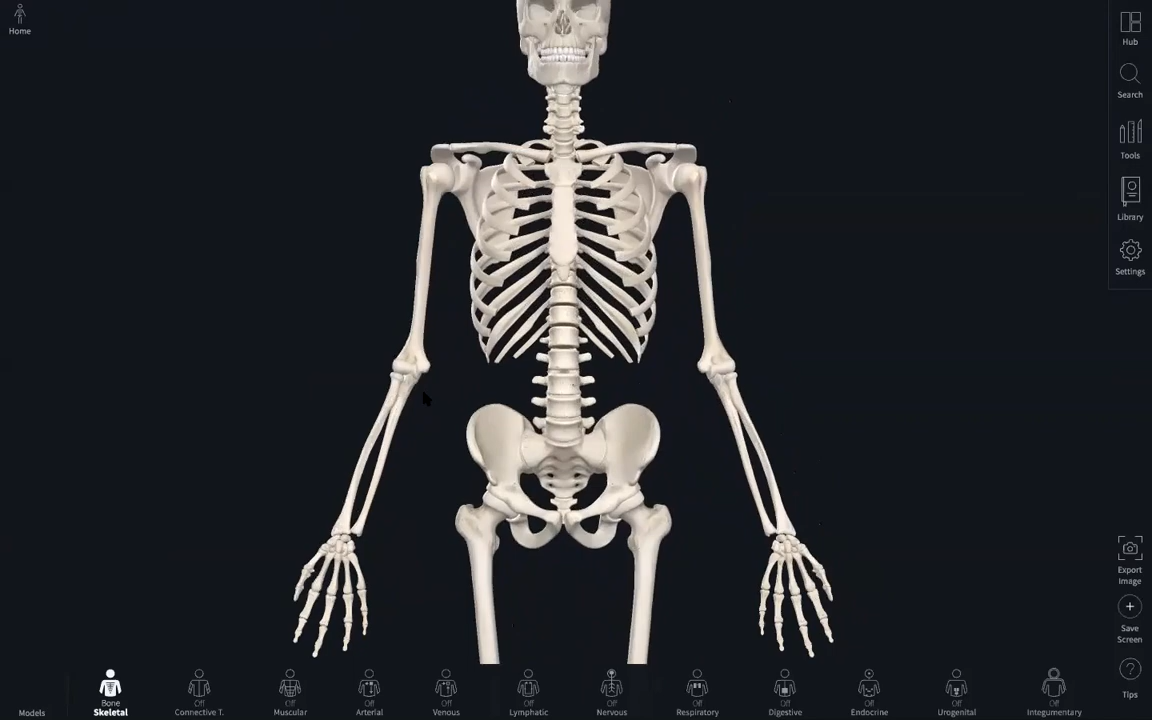 Home
Hub
Search
Tools
Library
Settings
Export
Image
Save
Screen
Tips
Models
Bone
Skeletal
Off
Connective T.
Off
Muscular
Off
Arterial
Off
Venous
Off
Lymphatic
Off
Nervous
Off
Respiratory
Off
Digestive
Off
Endocrine
Off
Urogenital
Off
Integumentary